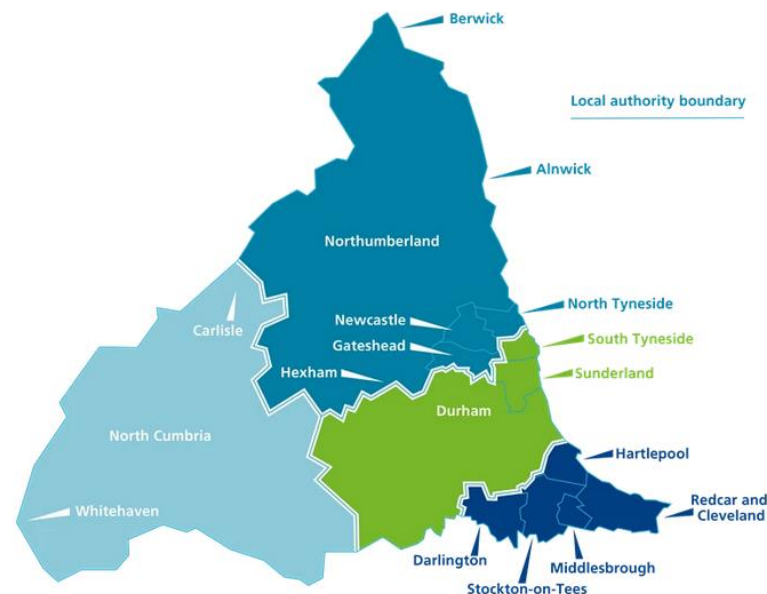 Berwick
Local authority boundary
Alnwick
Northumberland
North Tyneside
Newcastle
Carlisle
South Tyneside
Gateshead
Hexham
Sunderland
Durham
North Cumbria
Hartlepool
Redcar and
Cleveland
Whitehaven
Darlington
Middlesbrough
Stockton-on-Tees